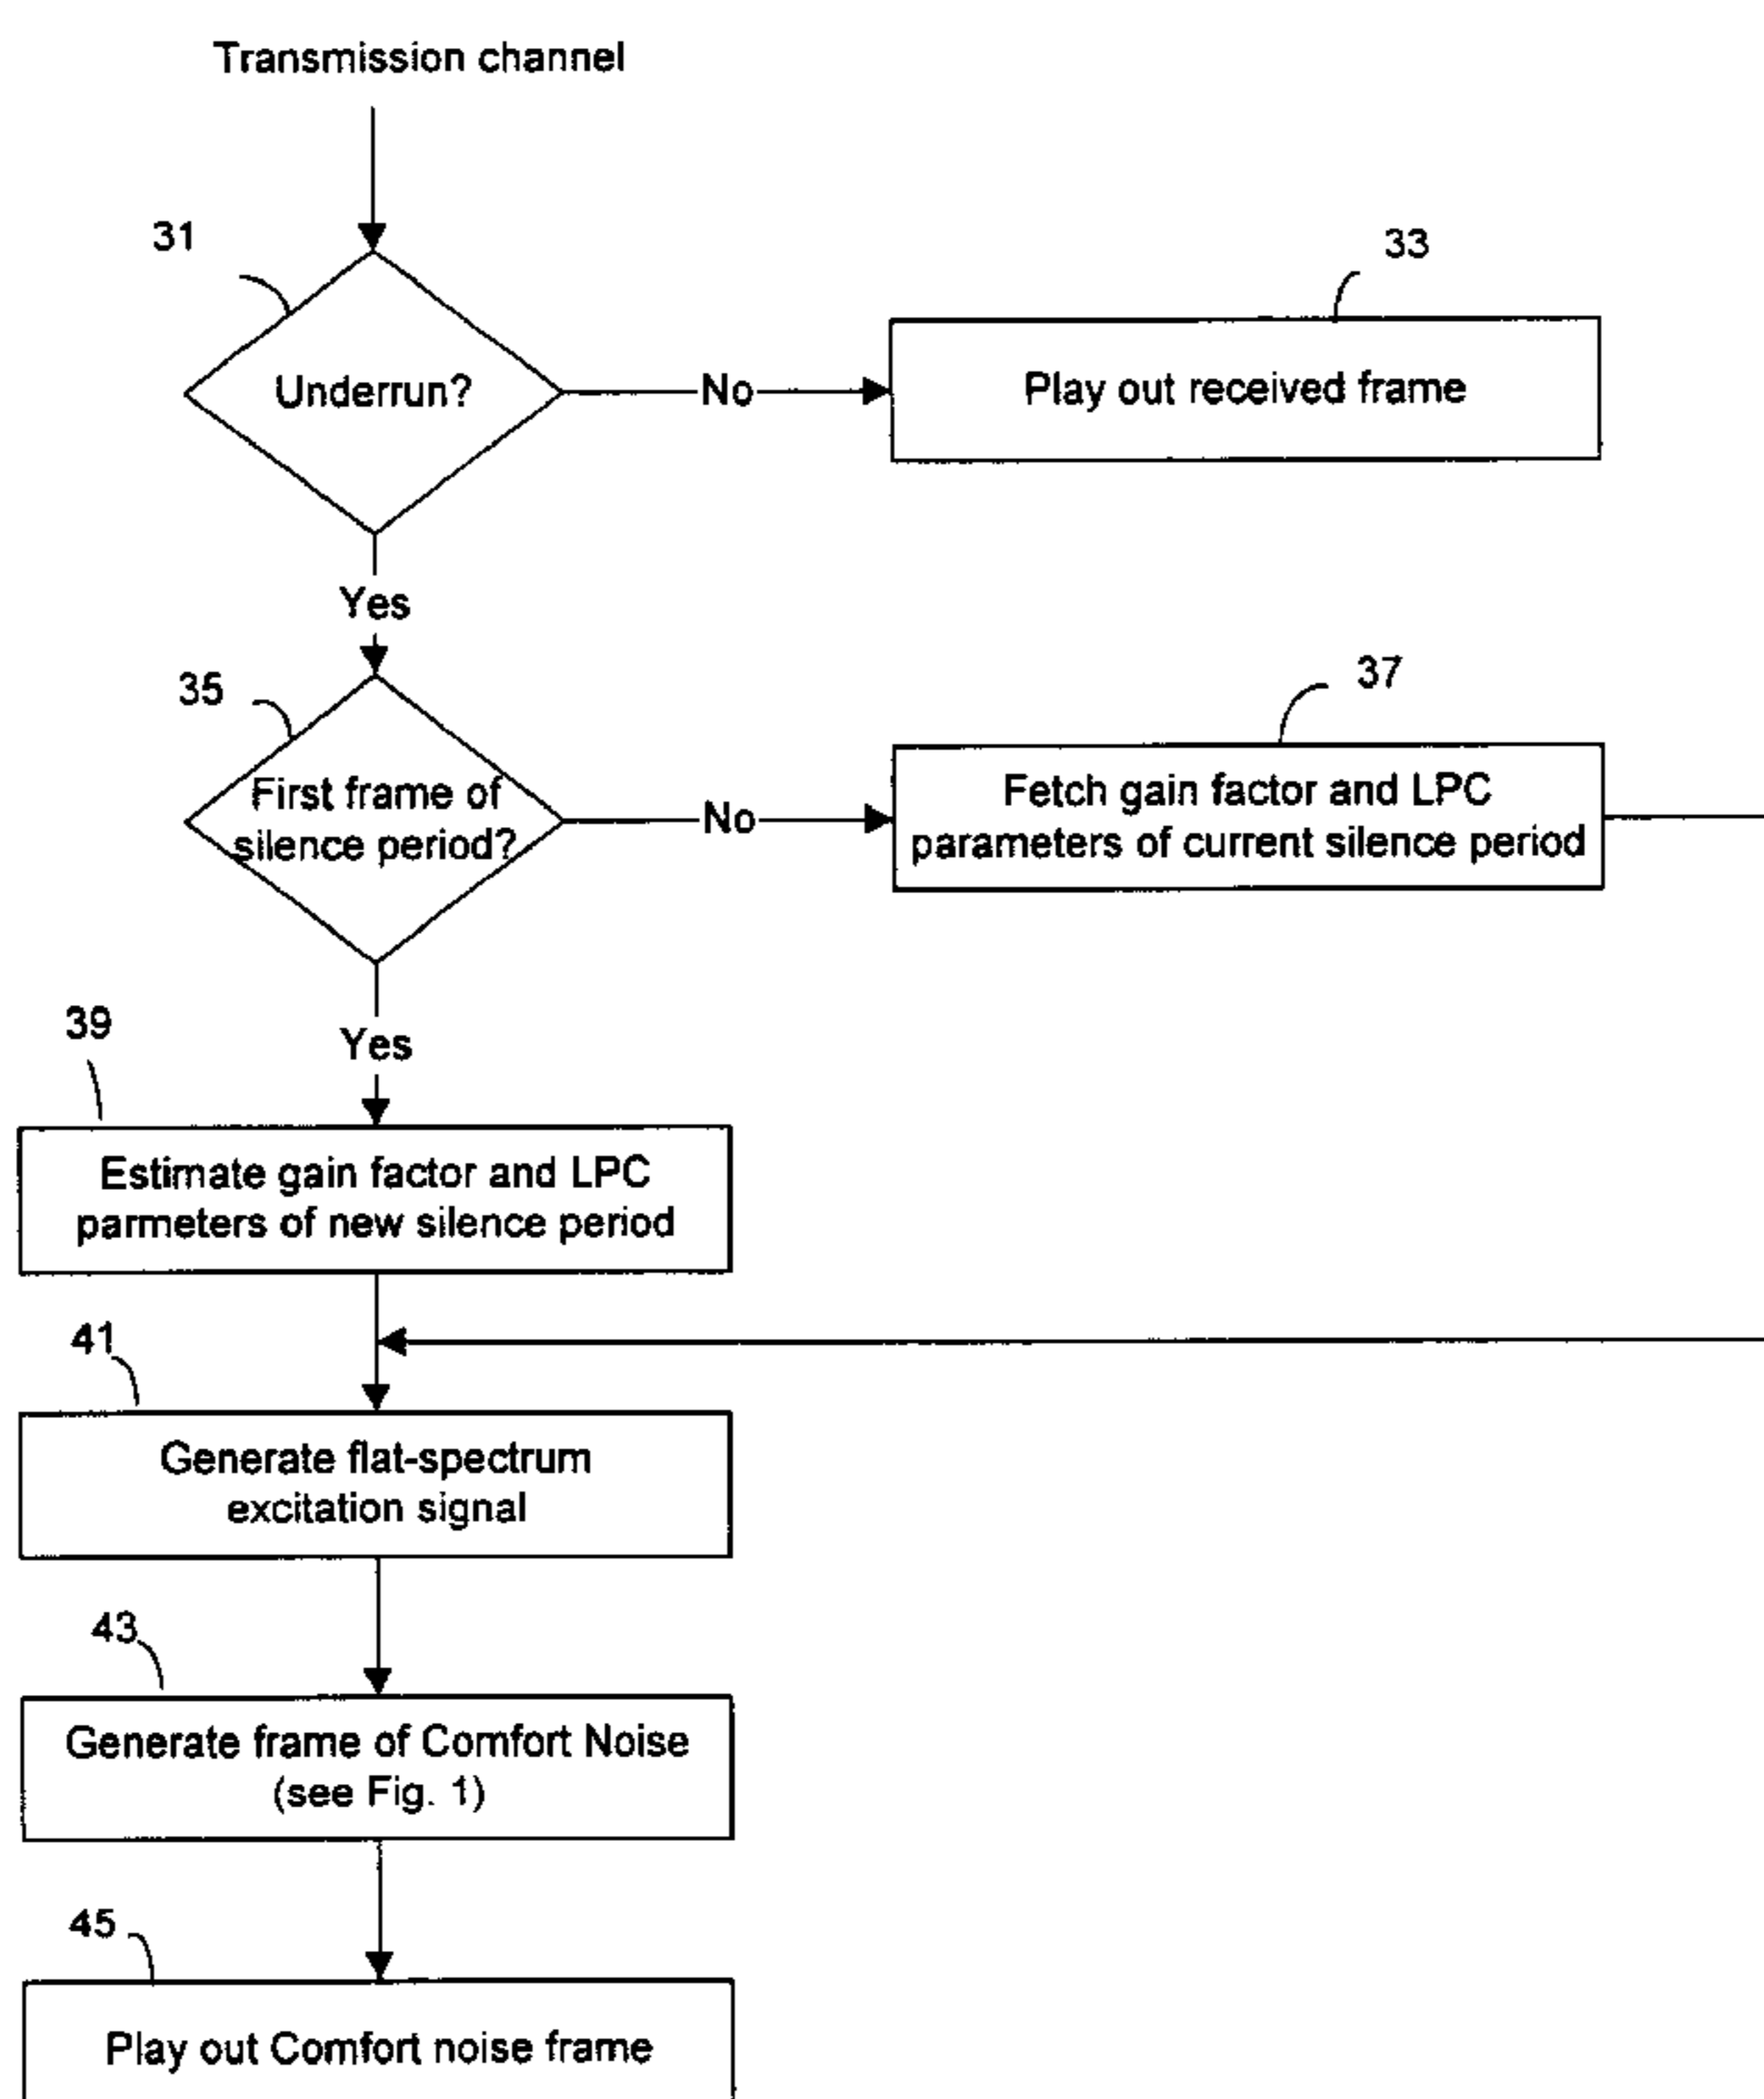 Transmission channel
31
33
Underrun?
No
Play out received frame
Yes
35
37
First frame of
silence period?
No
Fetch gain factor and LPC
parameters of current silence period
39
Yes
Estimate gain factor and LPC
parmeters of new silence period
41
Generate flat-spectrum
excitation signal
43
Generate frame of Comfort Noise
(see Fig. 1)
45
Play out Comfort noise frame